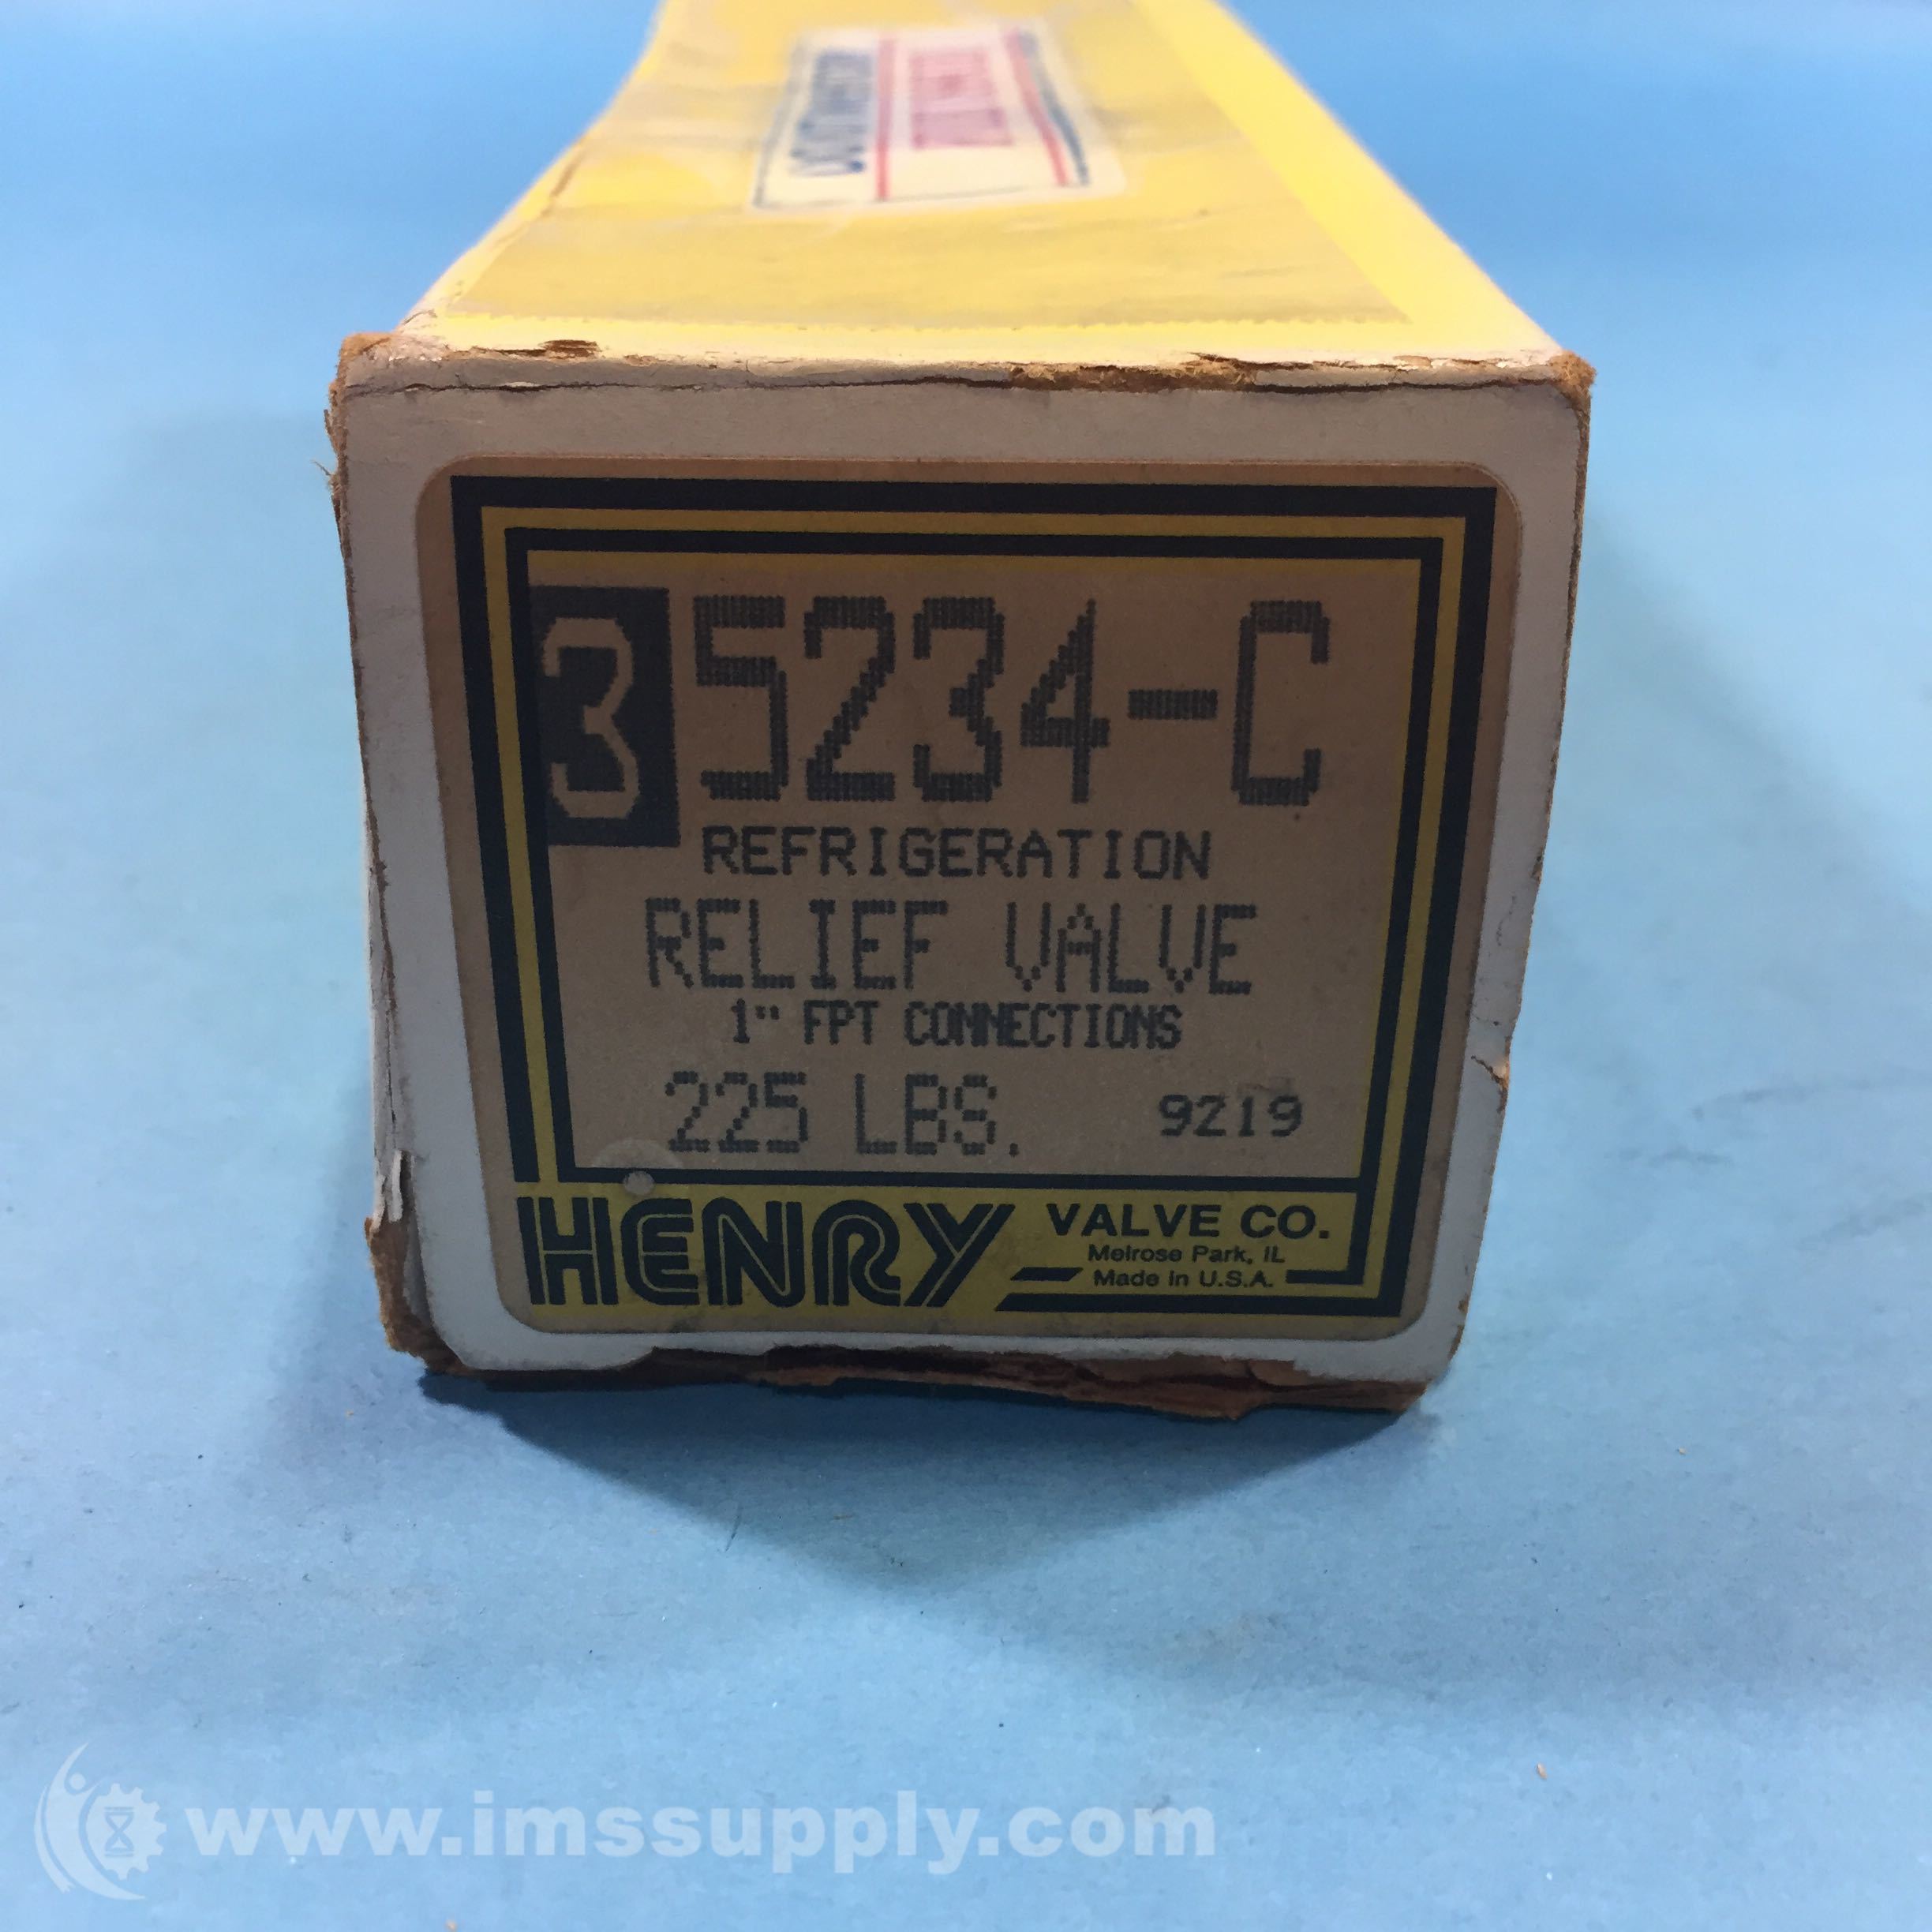 3 5234-C
REFRIGERATION
RELIEF VALVE
1" FPT CONNECTIONS
225 LBS. 9219
HENRY VALVE CO.
Melrose Park, IL
Made in U.S.A.
www.imssupply.com